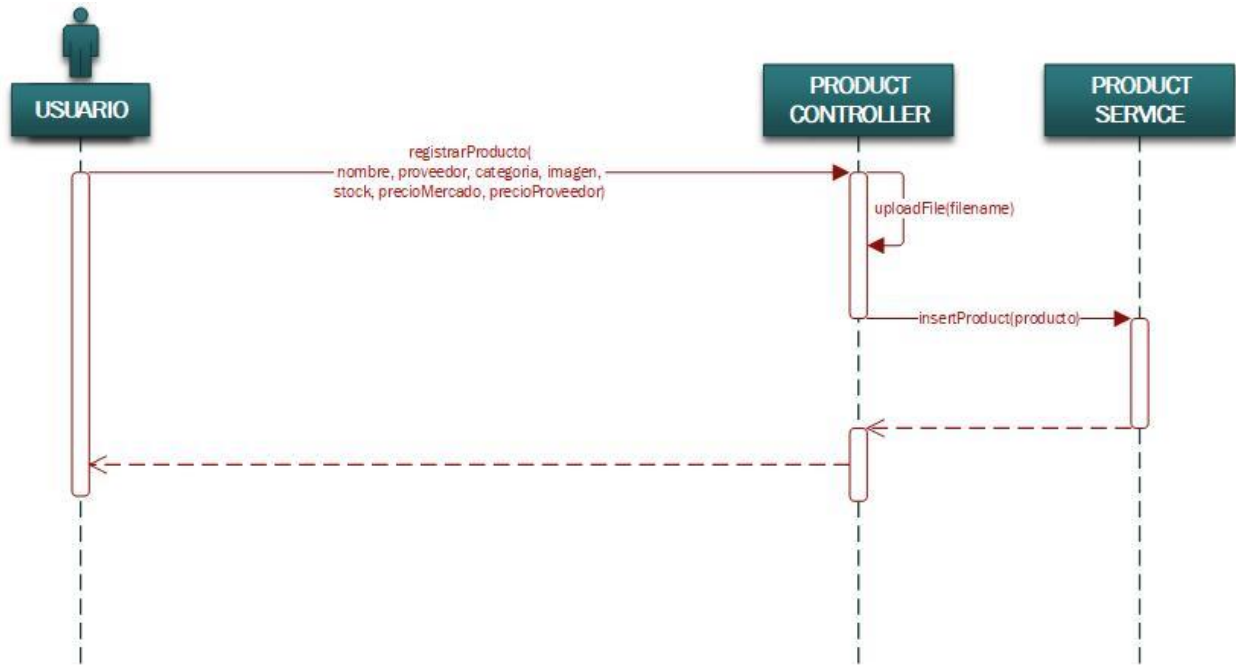 USUARIO
PRODUCT
CONTROLLER
PRODUCT
SERVICE
registrarProducto(
nombre, proveedor, categoria, imagen,
stock, precioMercado, precioProveedor)
uploadFile(filename)
insertProduct(producto)